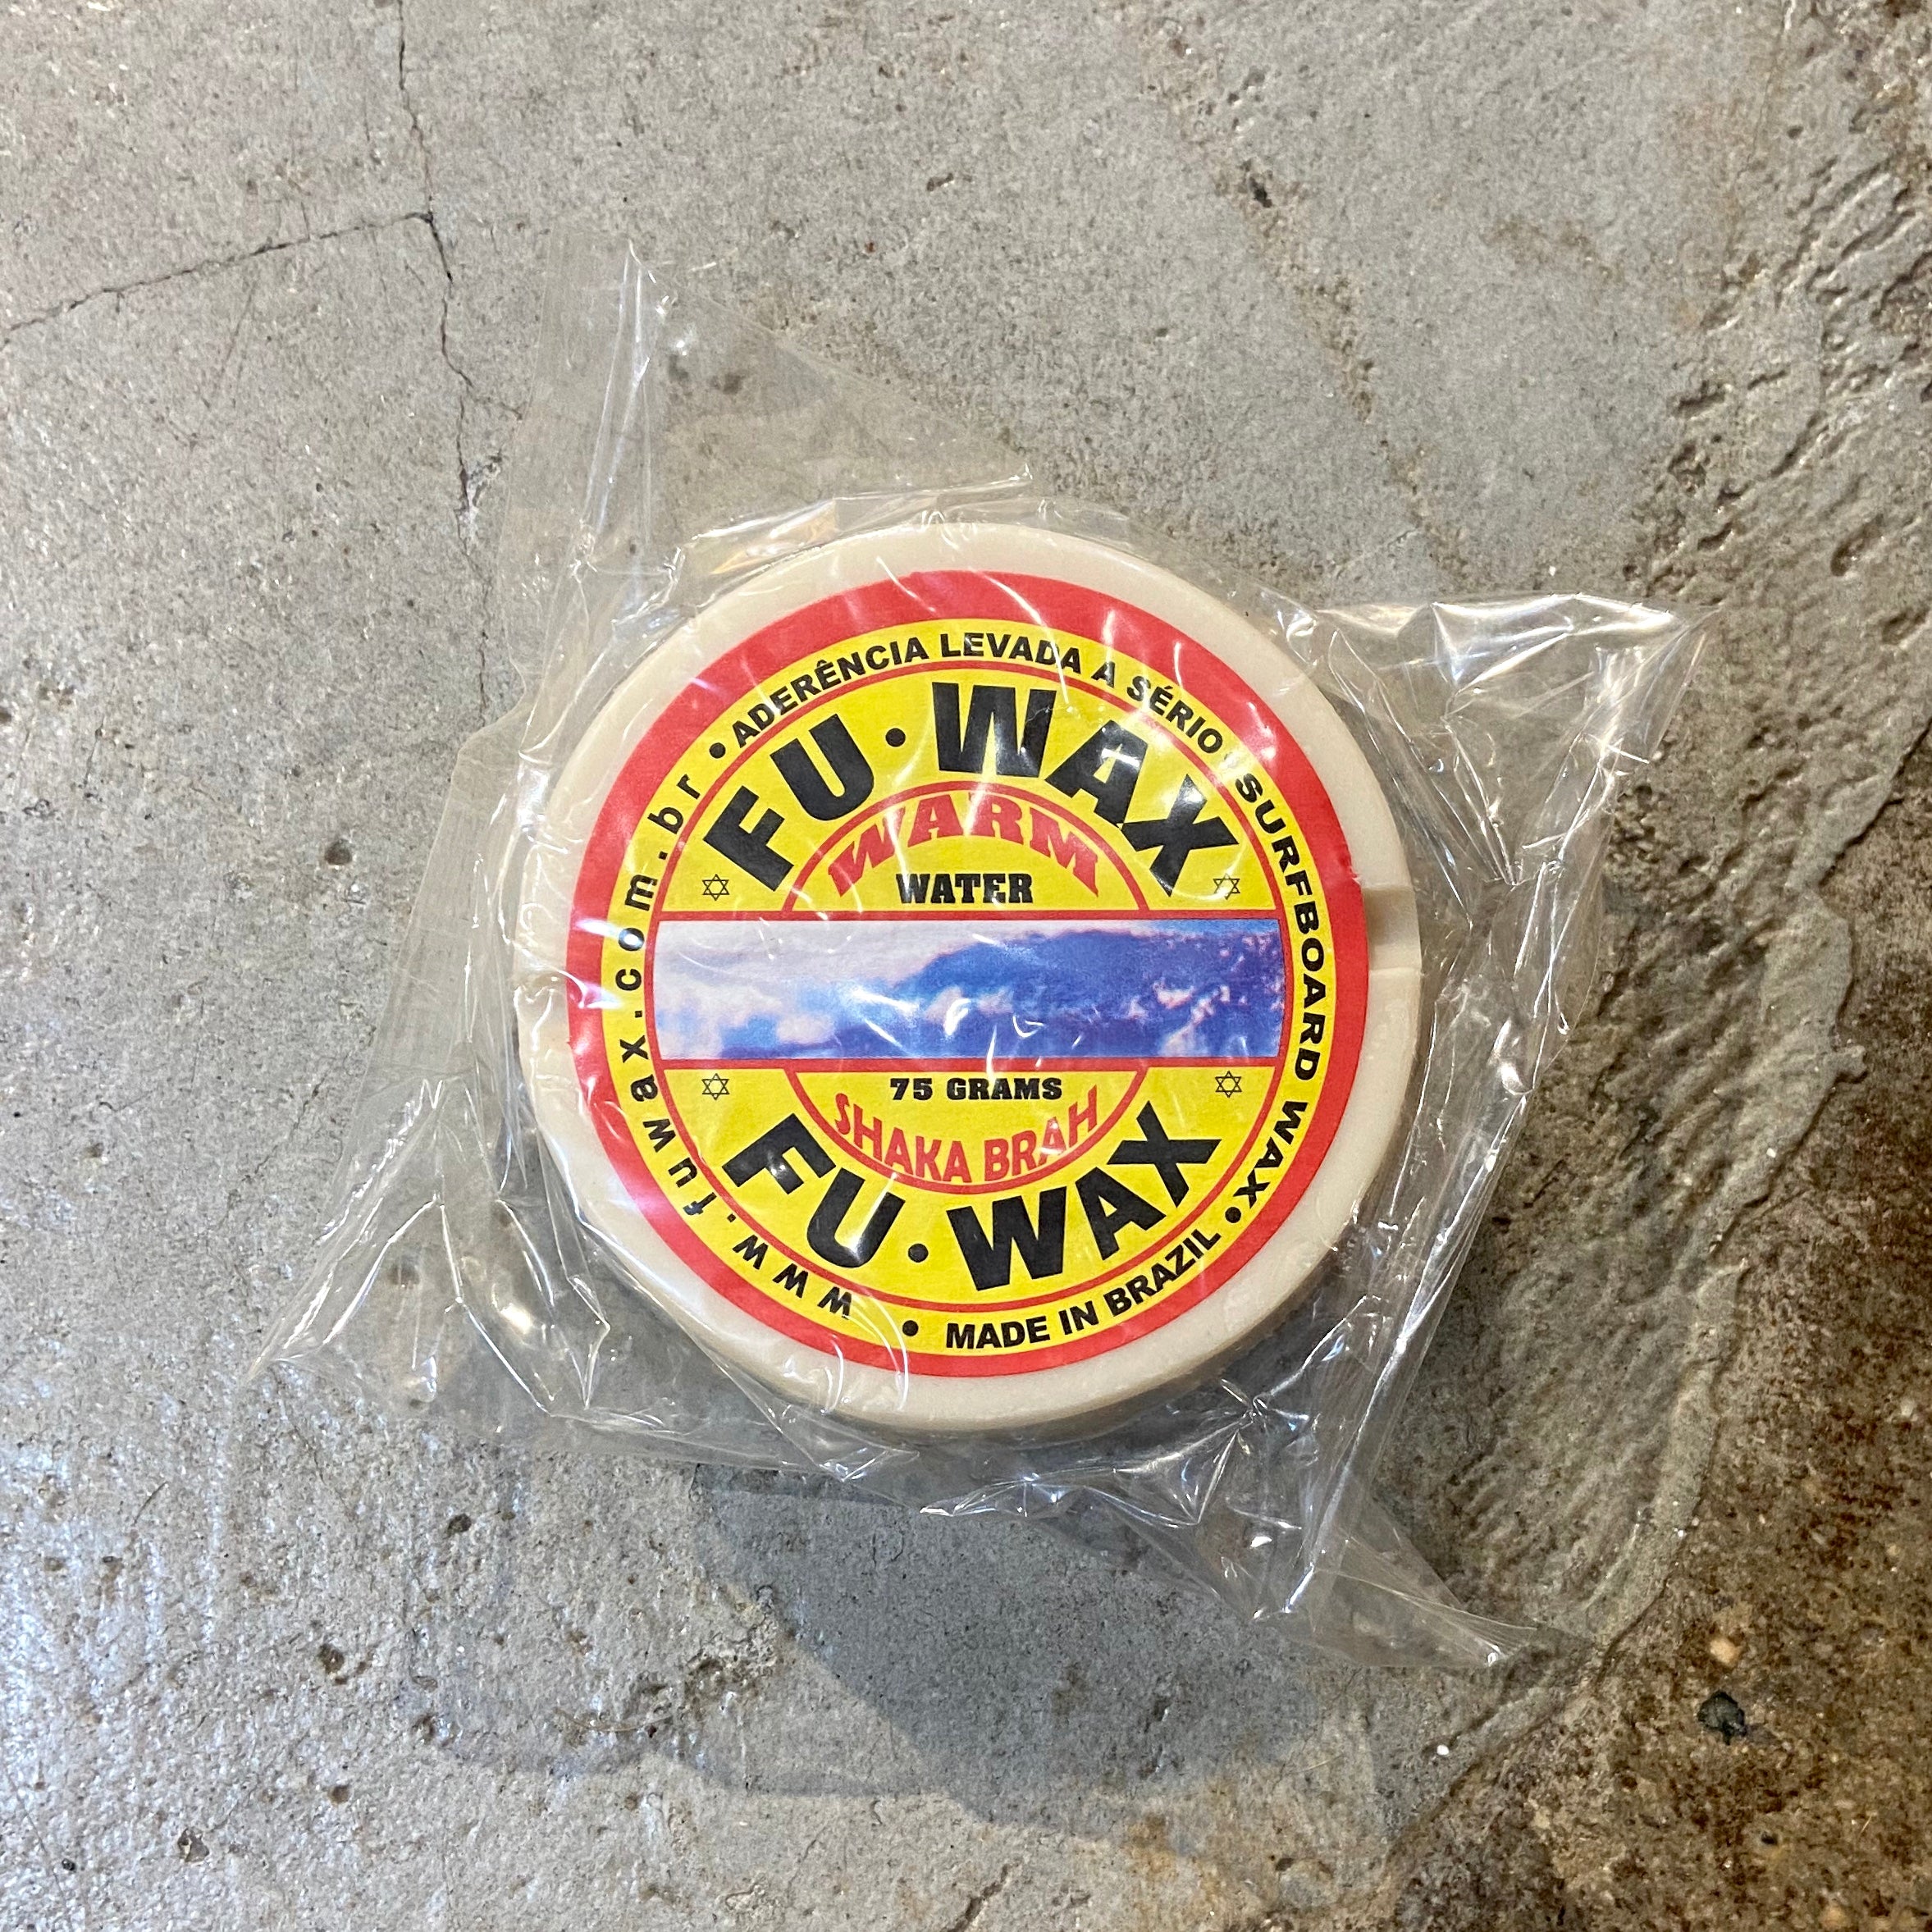 • ADERÊNCIA LEVADA A SÉRIO
SURFBOARD WAX •
MADE IN BRAZIL •
www.fuwax.com.br
FU • WAX
WARM
WATER
75 GRAMS
SHAKA BRAH
FU • WAX